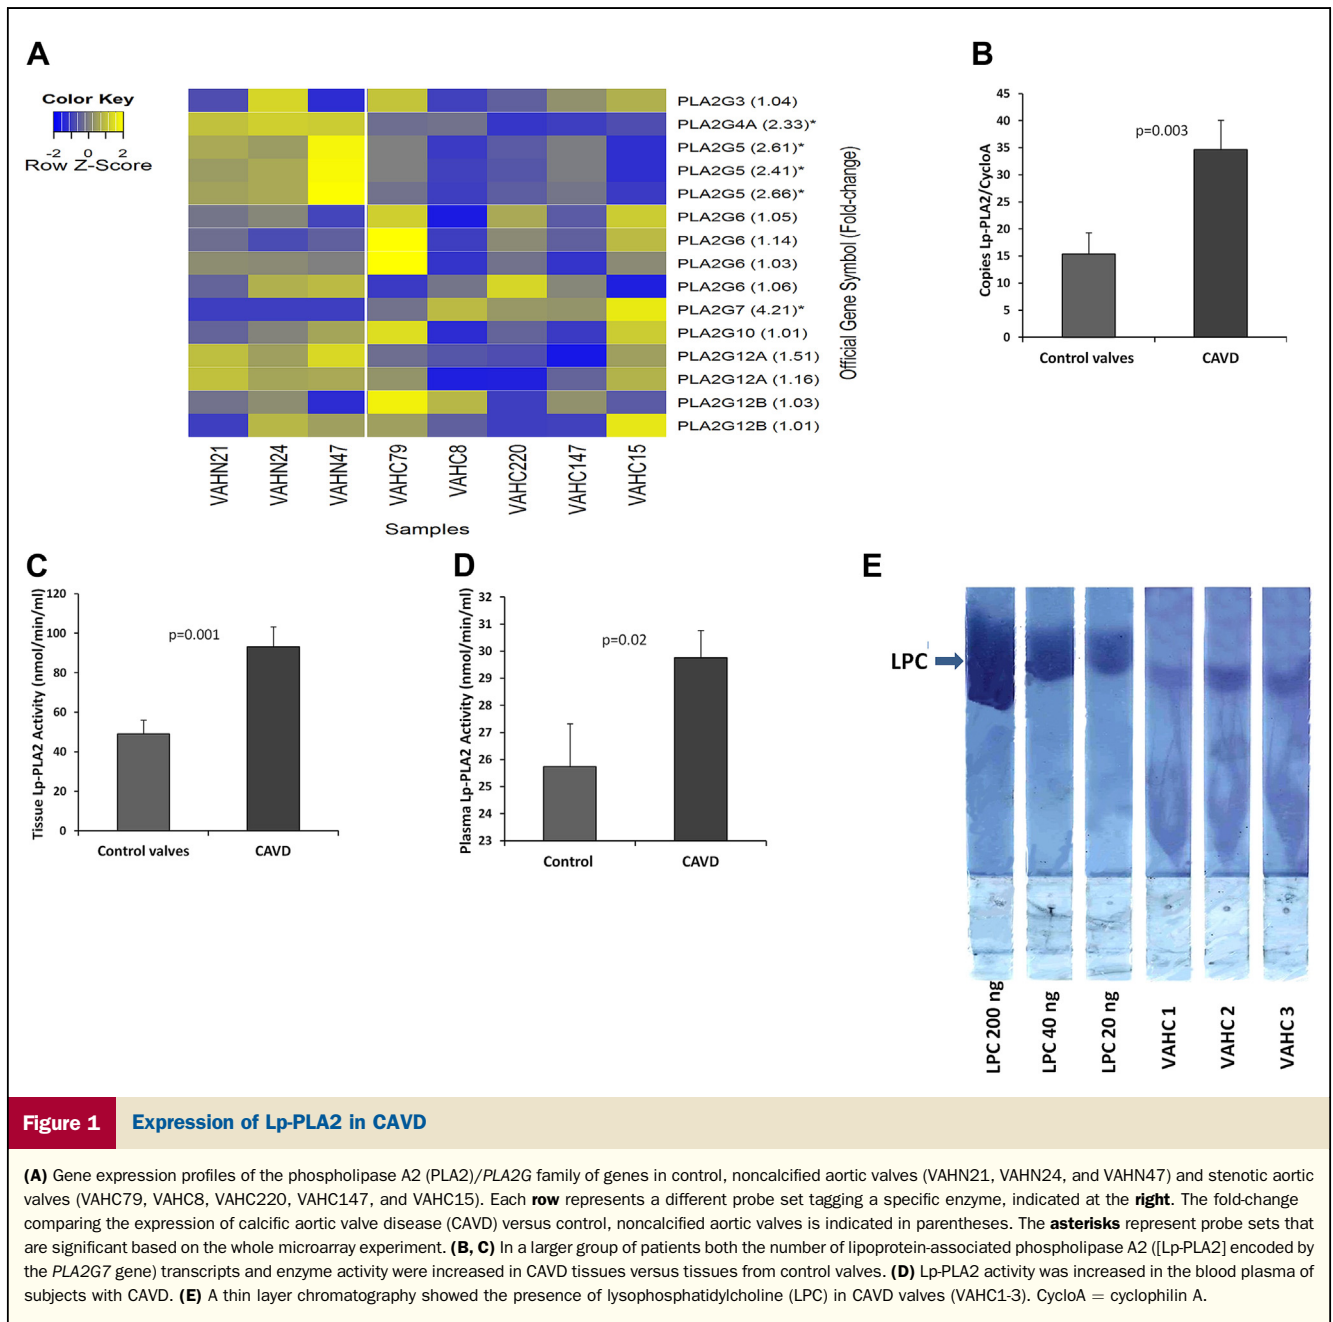 A
Color Key
-2 0 2
Row Z-Score
PLA2G3 (1.04)
PLA2G4A (2.33)*
PLA2G5 (2.61)*
PLA2G5 (2.41)*
PLA2G5 (2.66)*
PLA2G6 (1.05)
PLA2G6 (1.14)
PLA2G6 (1.03)
PLA2G6 (1.06)
PLA2G7 (4.21)*
PLA2G10 (1.01)
PLA2G12A (1.51)
PLA2G12A (1.16)
PLA2G12B (1.03)
PLA2G12B (1.01)
Official Gene Symbol (Fold-change)
VAHN21
VAHN24
VAHN47
VAHC79
VAHC8
VAHC220
VAHC147
VAHC15
Samples
B
Copies Lp-PLA2/CycloA
45
40
35
30
25
20
15
10
5
0
p=0.003
Control valves
CAVD
C
Tissue Lp-PLA2 Activity (nmol/min/ml)
120
100
80
60
40
20
0
p=0.001
Control valves
CAVD
D
Plasma Lp-PLA2 Activity (nmol/min/ml)
32
31
30
29
28
27
26
25
24
23
p=0.02
Control
CAVD
E
LPC
LPC 200 ng
LPC 40 ng
LPC 20 ng
VAHC 1
VAHC 2
VAHC 3
Figure 1
Expression of Lp-PLA2 in CAVD
(A) Gene expression profiles of the phospholipase A2 (PLA2)/PLA2G family of genes in control, noncalcified aortic valves (VAHN21, VAHN24, and VAHN47) and stenotic aortic
valves (VAHC79, VAHC8, VAHC220, VAHC147, and VAHC15). Each row represents a different probe set tagging a specific enzyme, indicated at the right. The fold-change
comparing the expression of calcific aortic valve disease (CAVD) versus control, noncalcified aortic valves is indicated in parentheses. The asterisks represent probe sets that
are significant based on the whole microarray experiment. (B, C) In a larger group of patients both the number of lipoprotein-associated phospholipase A2 ([Lp-PLA2] encoded by
the PLA2G7 gene) transcripts and enzyme activity were increased in CAVD tissues versus tissues from control valves. (D) Lp-PLA2 activity was increased in the blood plasma of
subjects with CAVD. (E) A thin layer chromatography showed the presence of lysophosphatidylcholine (LPC) in CAVD valves (VAHC1-3). CycloA = cyclophilin A.